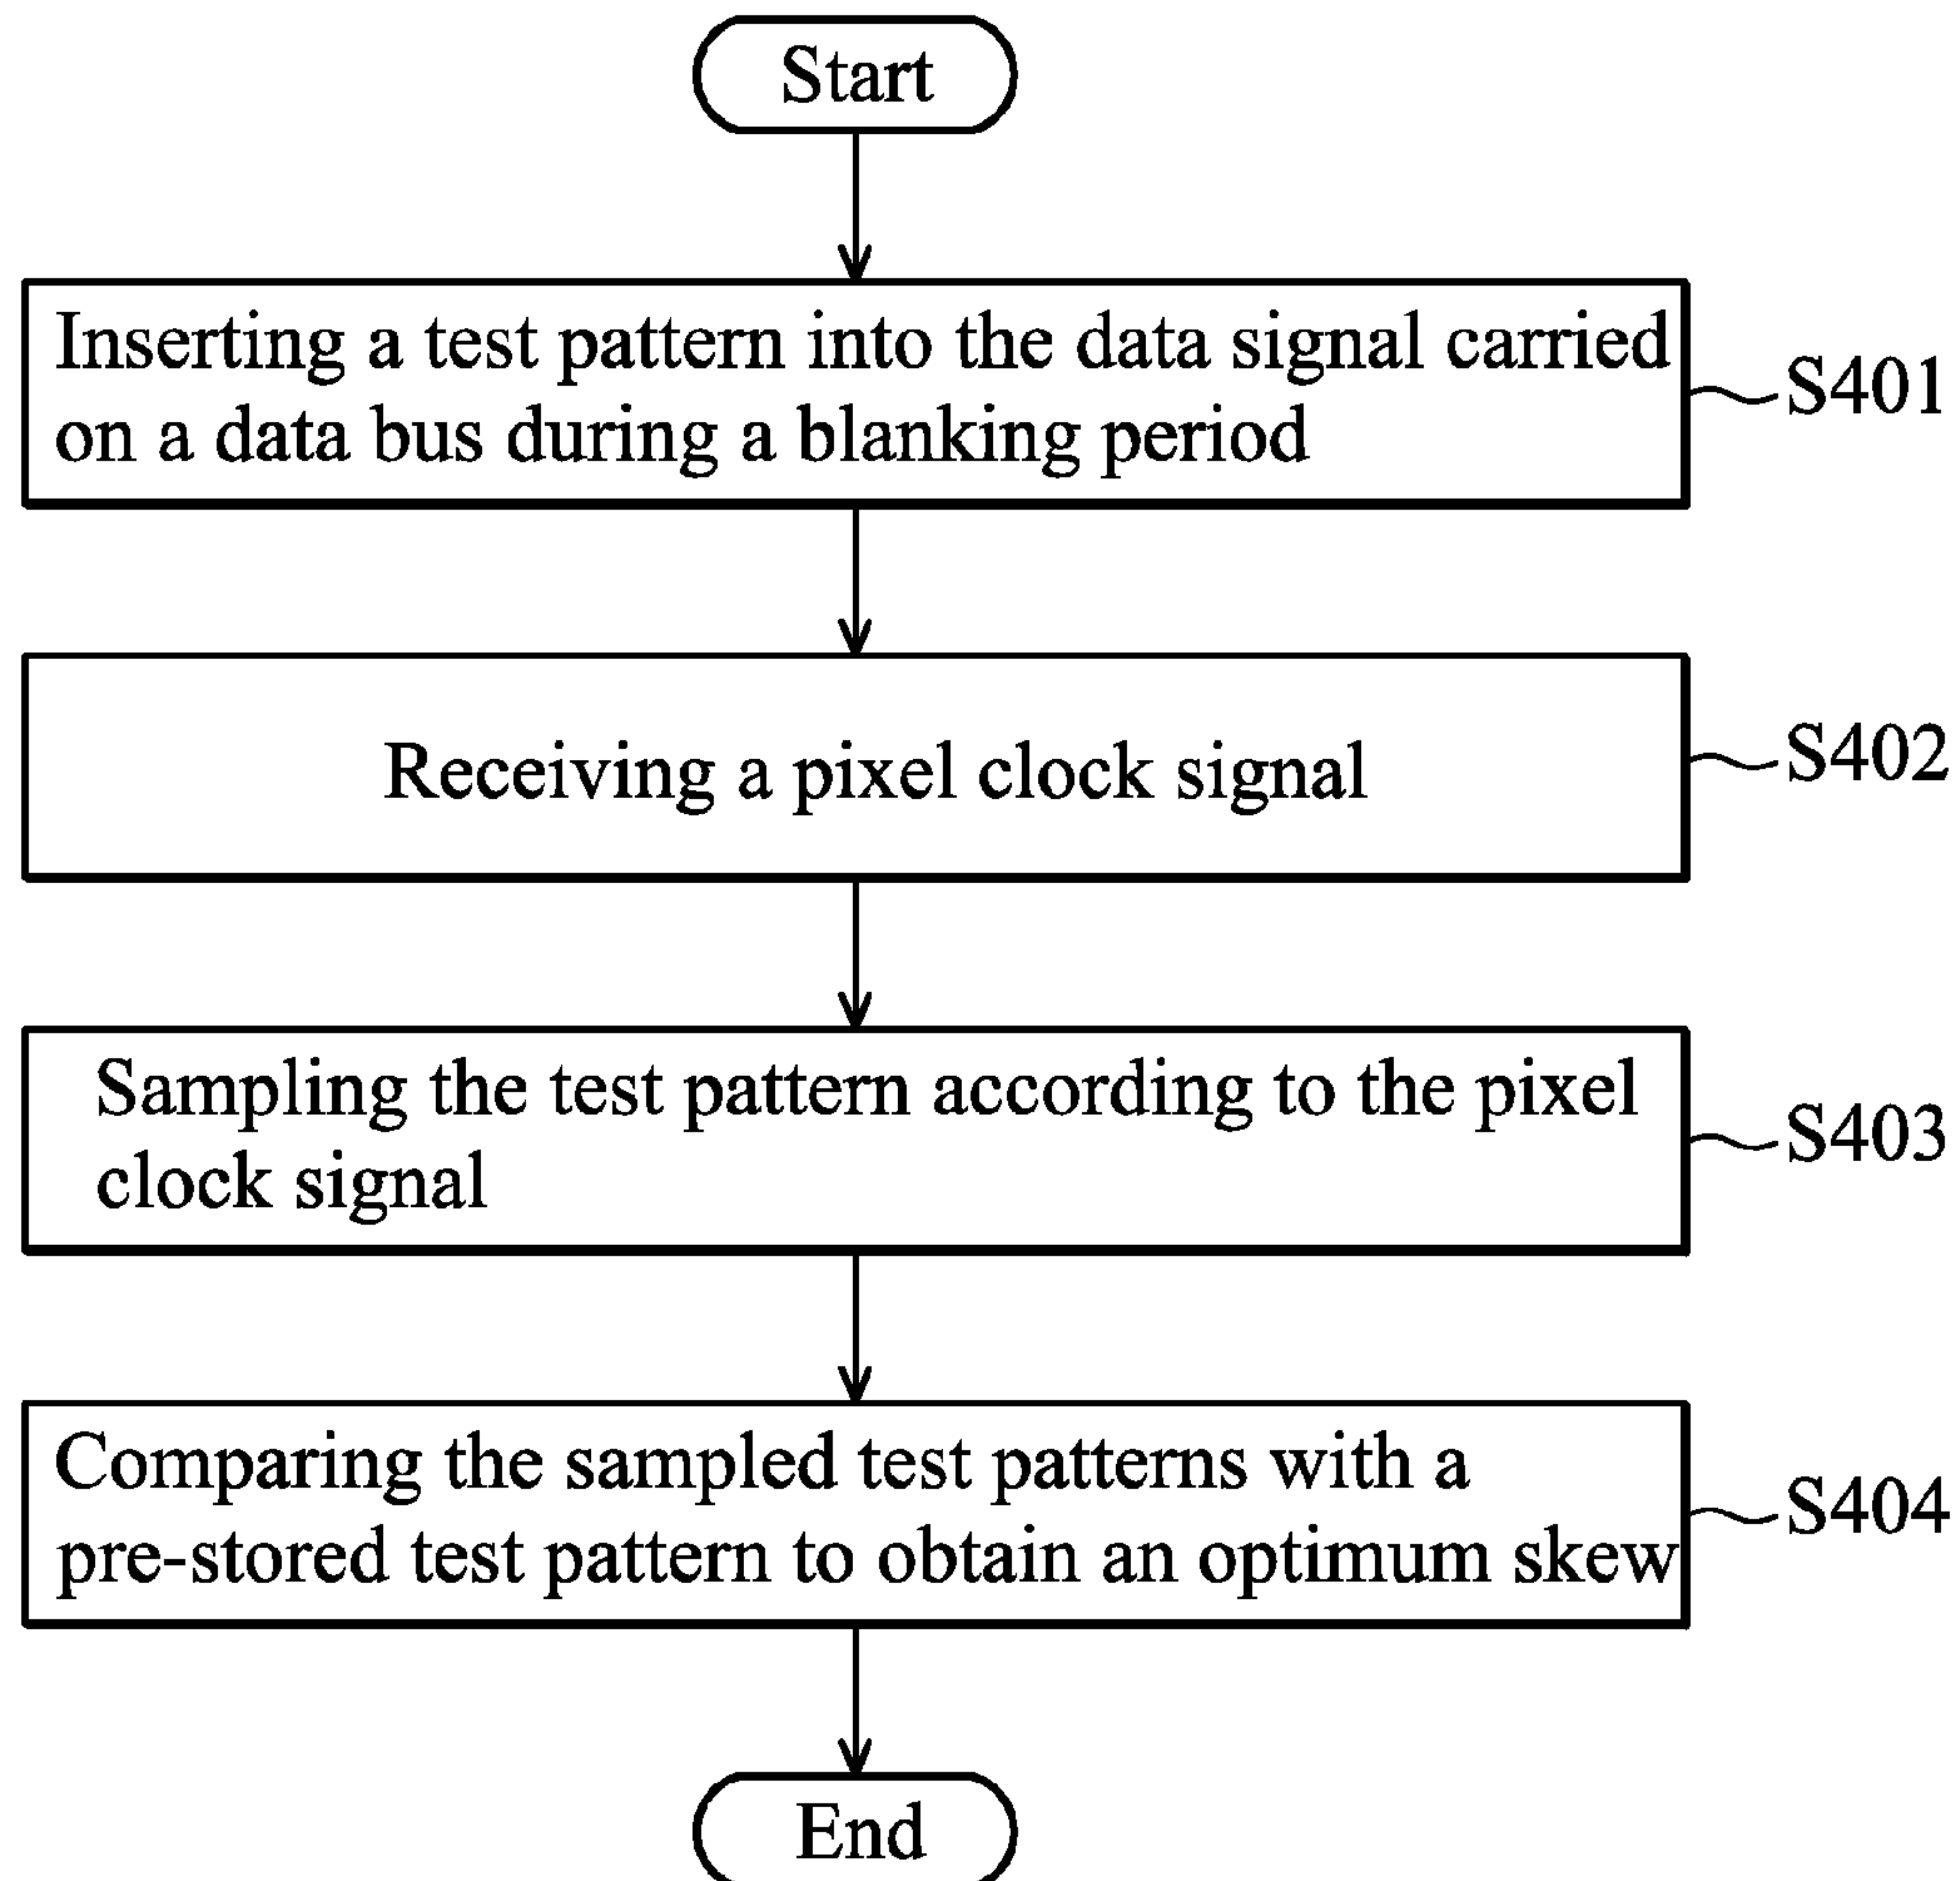 Start
Inserting a test pattern into the data signal carried
on a data bus during a blanking period
S401
Receiving a pixel clock signal
S402
Sampling the test pattern according to the pixel
clock signal
S403
Comparing the sampled test patterns with a
pre-stored test pattern to obtain an optimum skew
S404
End